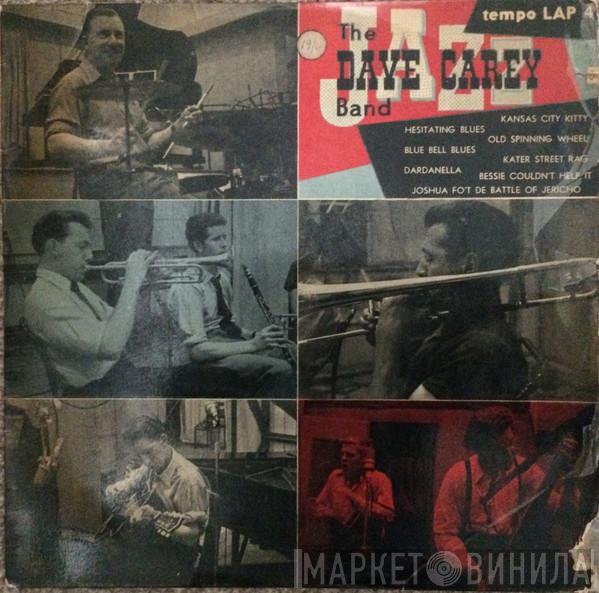 tempo LAP 4
The
JAZZ
DAVE CAREY
Band
KANSAS CITY KITTY
HESITATING BLUES
OLD SPINNING WHEEL
BLUE BELL BLUES
KATER STREET RAG
DARDANELLA
BESSIE COULDN'T HELP IT
JOSHUA FO'T DE BATTLE OF JERICHO
МАРКЕТ ВИНИЛА